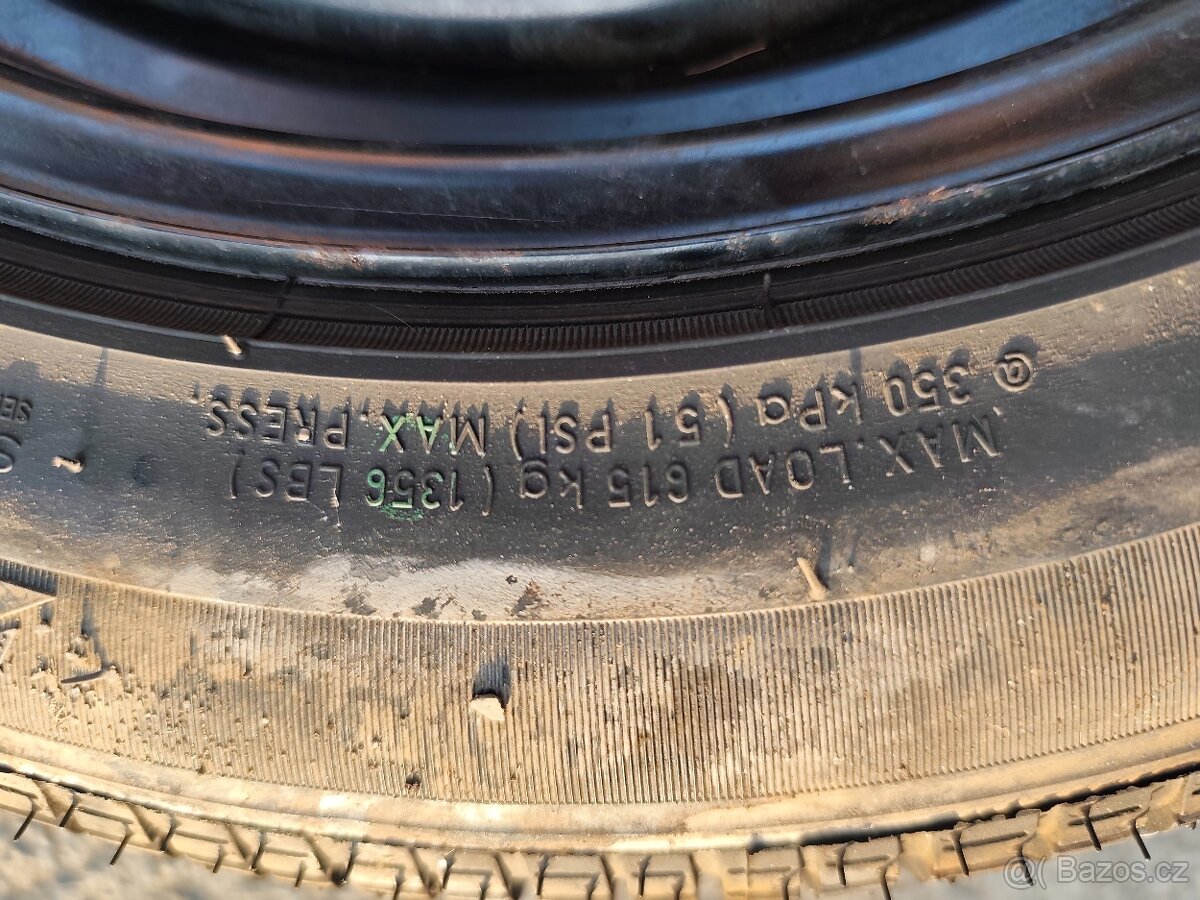 MAX. LOAD 615 kg (1356 LBS)
@ 350 kPa (51 PSI) MAX. PRESS.
@ Bazos.cz